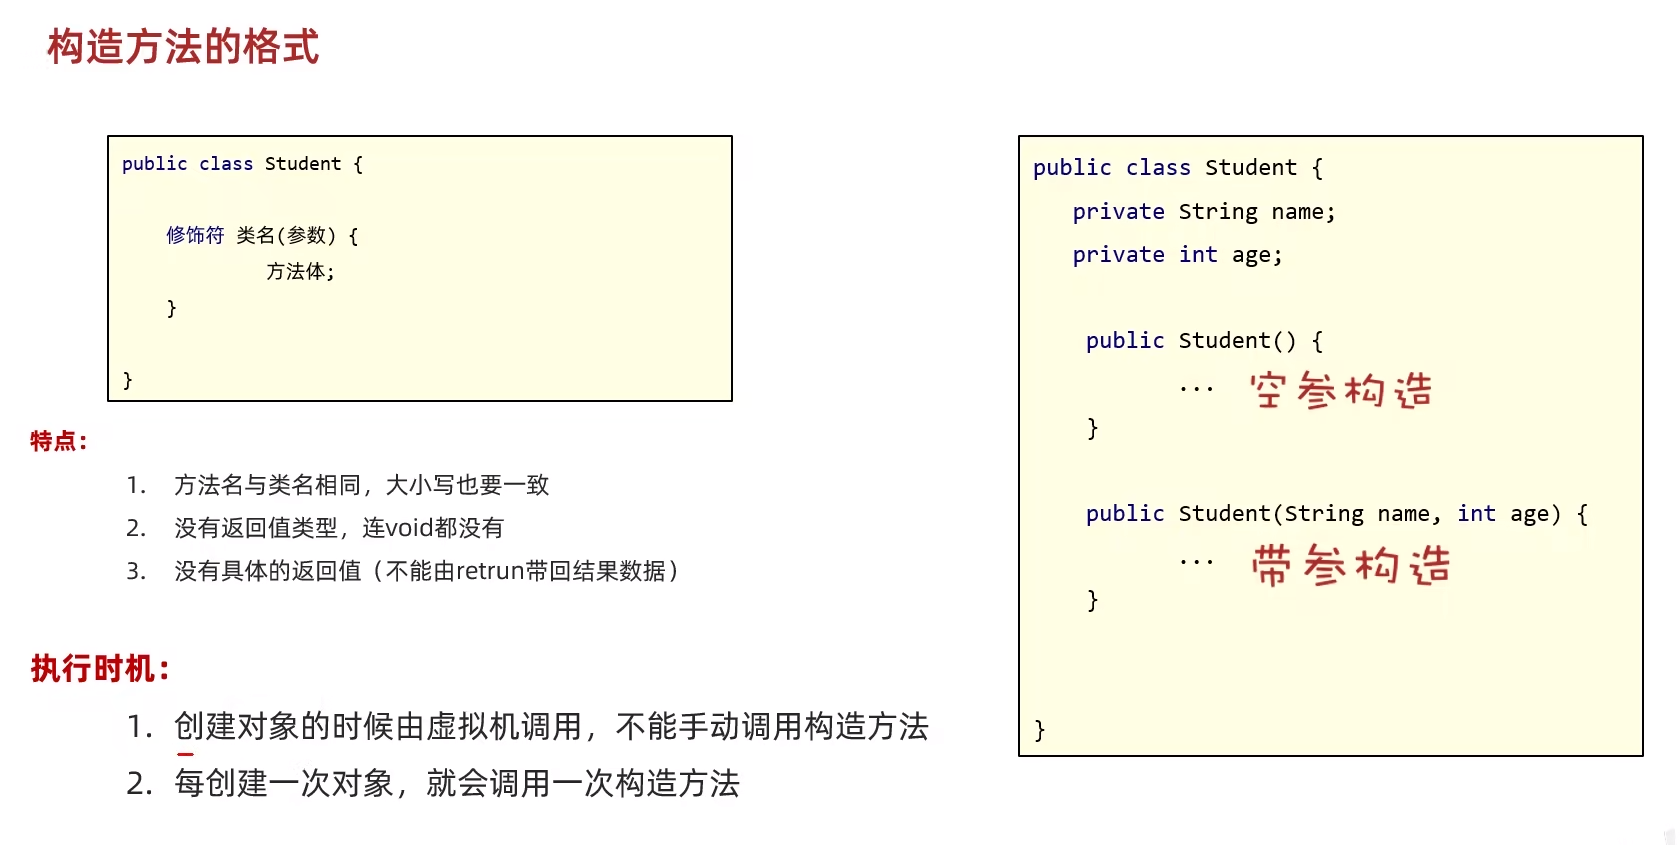 构造方法的格式
public class Student {
修饰符 类名(参数) {
方法体;
}
}
特点：
1. 方法名与类名相同，大小写也要一致
2. 没有返回值类型，连void都没有
3. 没有具体的返回值（不能由retrun带回结果数据）
执行时机：
1. 创建对象的时候由虚拟机调用，不能手动调用构造方法
2. 每创建一次对象，就会调用一次构造方法
public class Student {
private String name;
private int age;
public Student() {
... 空参构造
}
public Student(String name, int age) {
... 带参构造
}
}